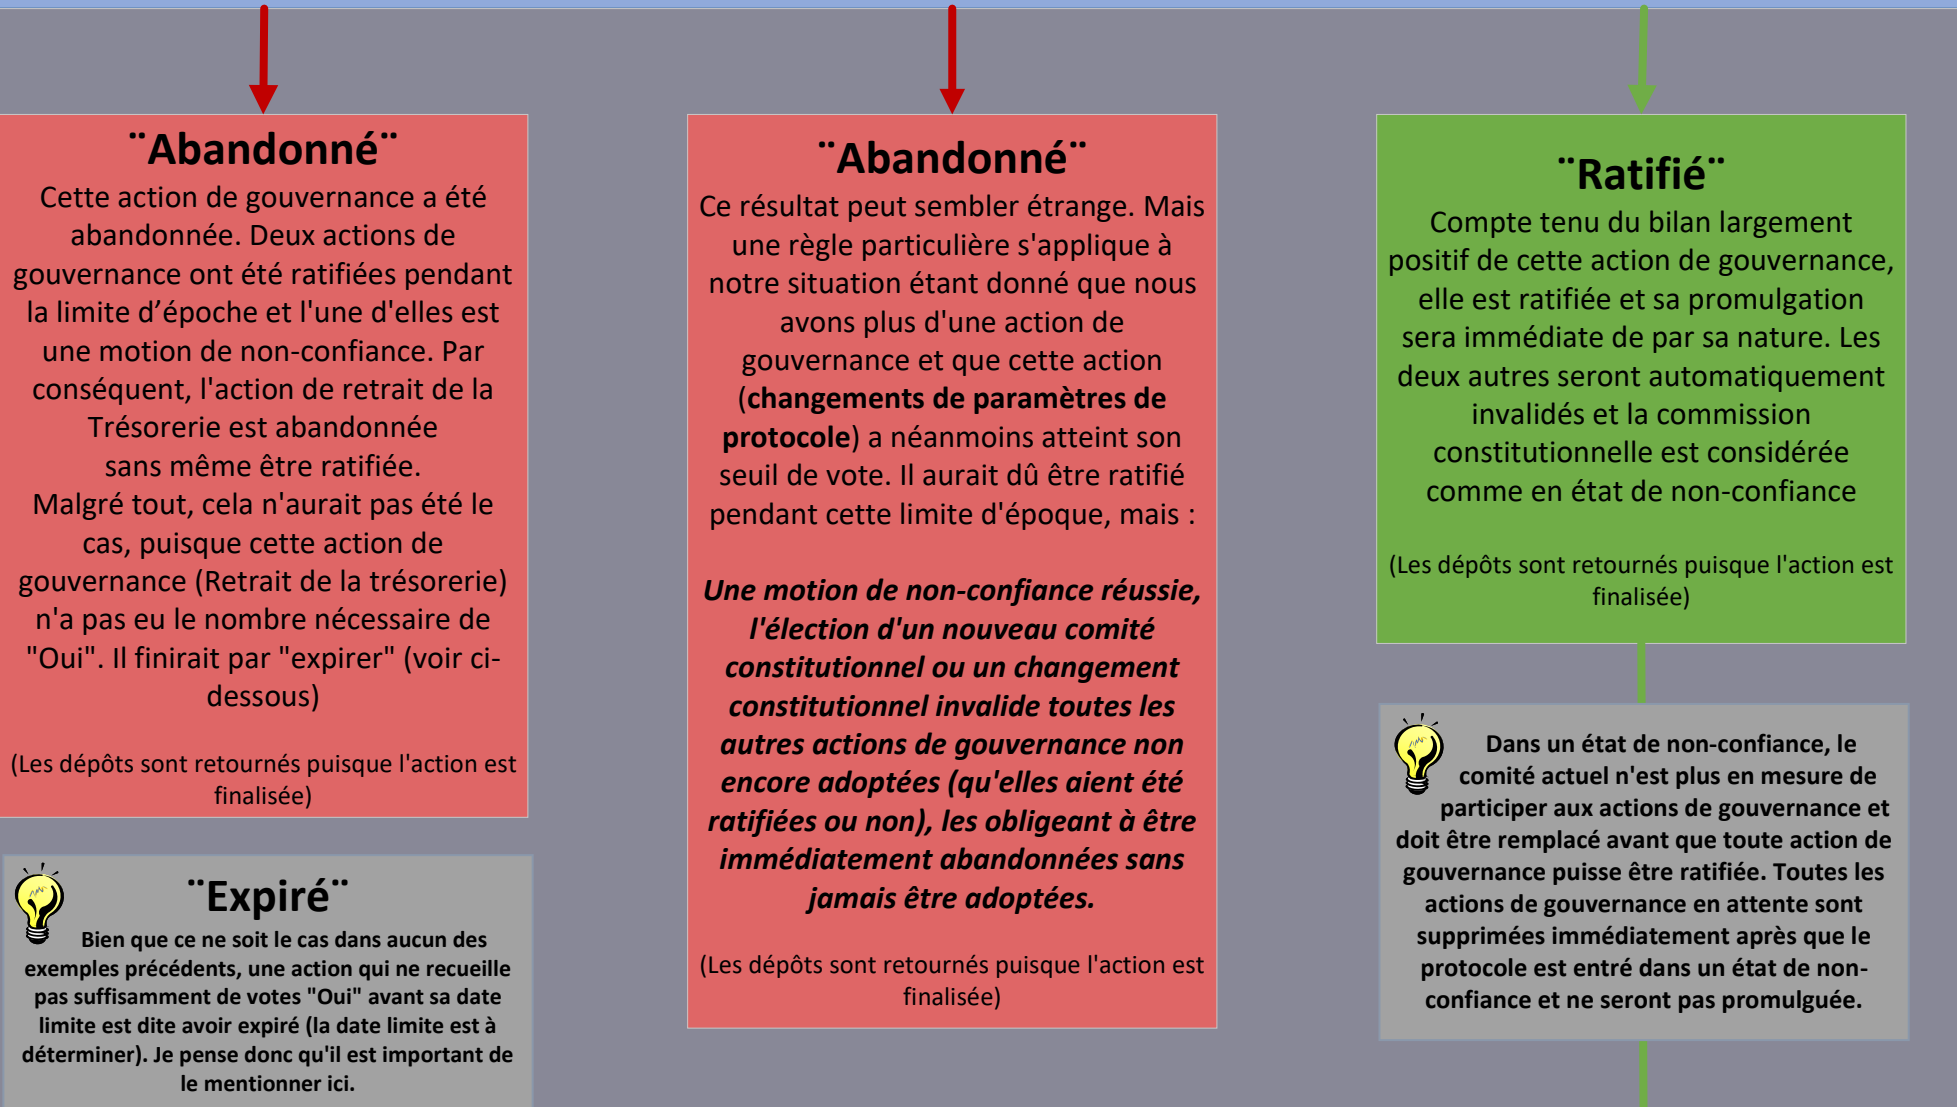 ¨Abandonné¨
Cette action de gouvernance a été
abandonnée. Deux actions de
gouvernance ont été ratifiées pendant
la limite d’épo­che et l'une d'elles est
une motion de non-confiance. Par
conséquent, l'action de retrait de la
Trésorerie est abandonnée
sans même être ratifiée.
Malgré tout, cela n'aurait pas été le
cas, puisque cette action de
gouvernance (Retrait de la trésorerie)
n'a pas eu le nombre nécessaire de
"Oui". Il finirait par "expirer" (voir ci-
dessous)
(Les dépôts sont retournés puisque l'action est
finalisée)
¨Expiré¨
Bien que ce ne soit le cas dans aucun des
exemples précédents, une action qui ne recueille
pas suffisamment de votes "Oui" avant sa date
limite est dite avoir expiré (la date limite est à
déterminer). Je pense donc qu'il est important de
le mentionner ici.
¨Abandonné¨
Ce résultat peut sembler étrange. Mais
une règle particulière s'applique à
notre situation étant donné que nous
avons plus d'une action de
gouvernance et que cette action
(changements de paramètres de
protocole) a néanmoins atteint son
seuil de vote. Il aurait dû être ratifié
pendant cette limite d'époque, mais :
Une motion de non-confiance réussie,
l'élection d'un nouveau comité
constitutionnel ou un changement
constitutionnel invalide toutes les
autres actions de gouvernance non
encore adoptées (qu'elles aient été
ratifiées ou non), les obligeant à être
immédiatement abandonnées sans
jamais être adoptées.
(Les dépôts sont retournés puisque l'action est
finalisée)
¨Ratifié¨
Compte tenu du bilan largement
positif de cette action de gouvernance,
elle est ratifiée et sa promulgation
sera immédiate de par sa nature. Les
deux autres seront automatiquement
invalidés et la commission
constitutionnelle est considérée
comme en état de non-confiance
(Les dépôts sont retournés puisque l'action est
finalisée)
Dans un état de non-confiance, le
comité actuel n'est plus en mesure de
participer aux actions de gouvernance et
doit être remplacé avant que toute action de
gouvernance puisse être ratifiée. Toutes les
actions de gouvernance en attente sont
supprimées immédiatement après que le
protocole est entré dans un état de non-
confiance et ne seront pas promulguée.